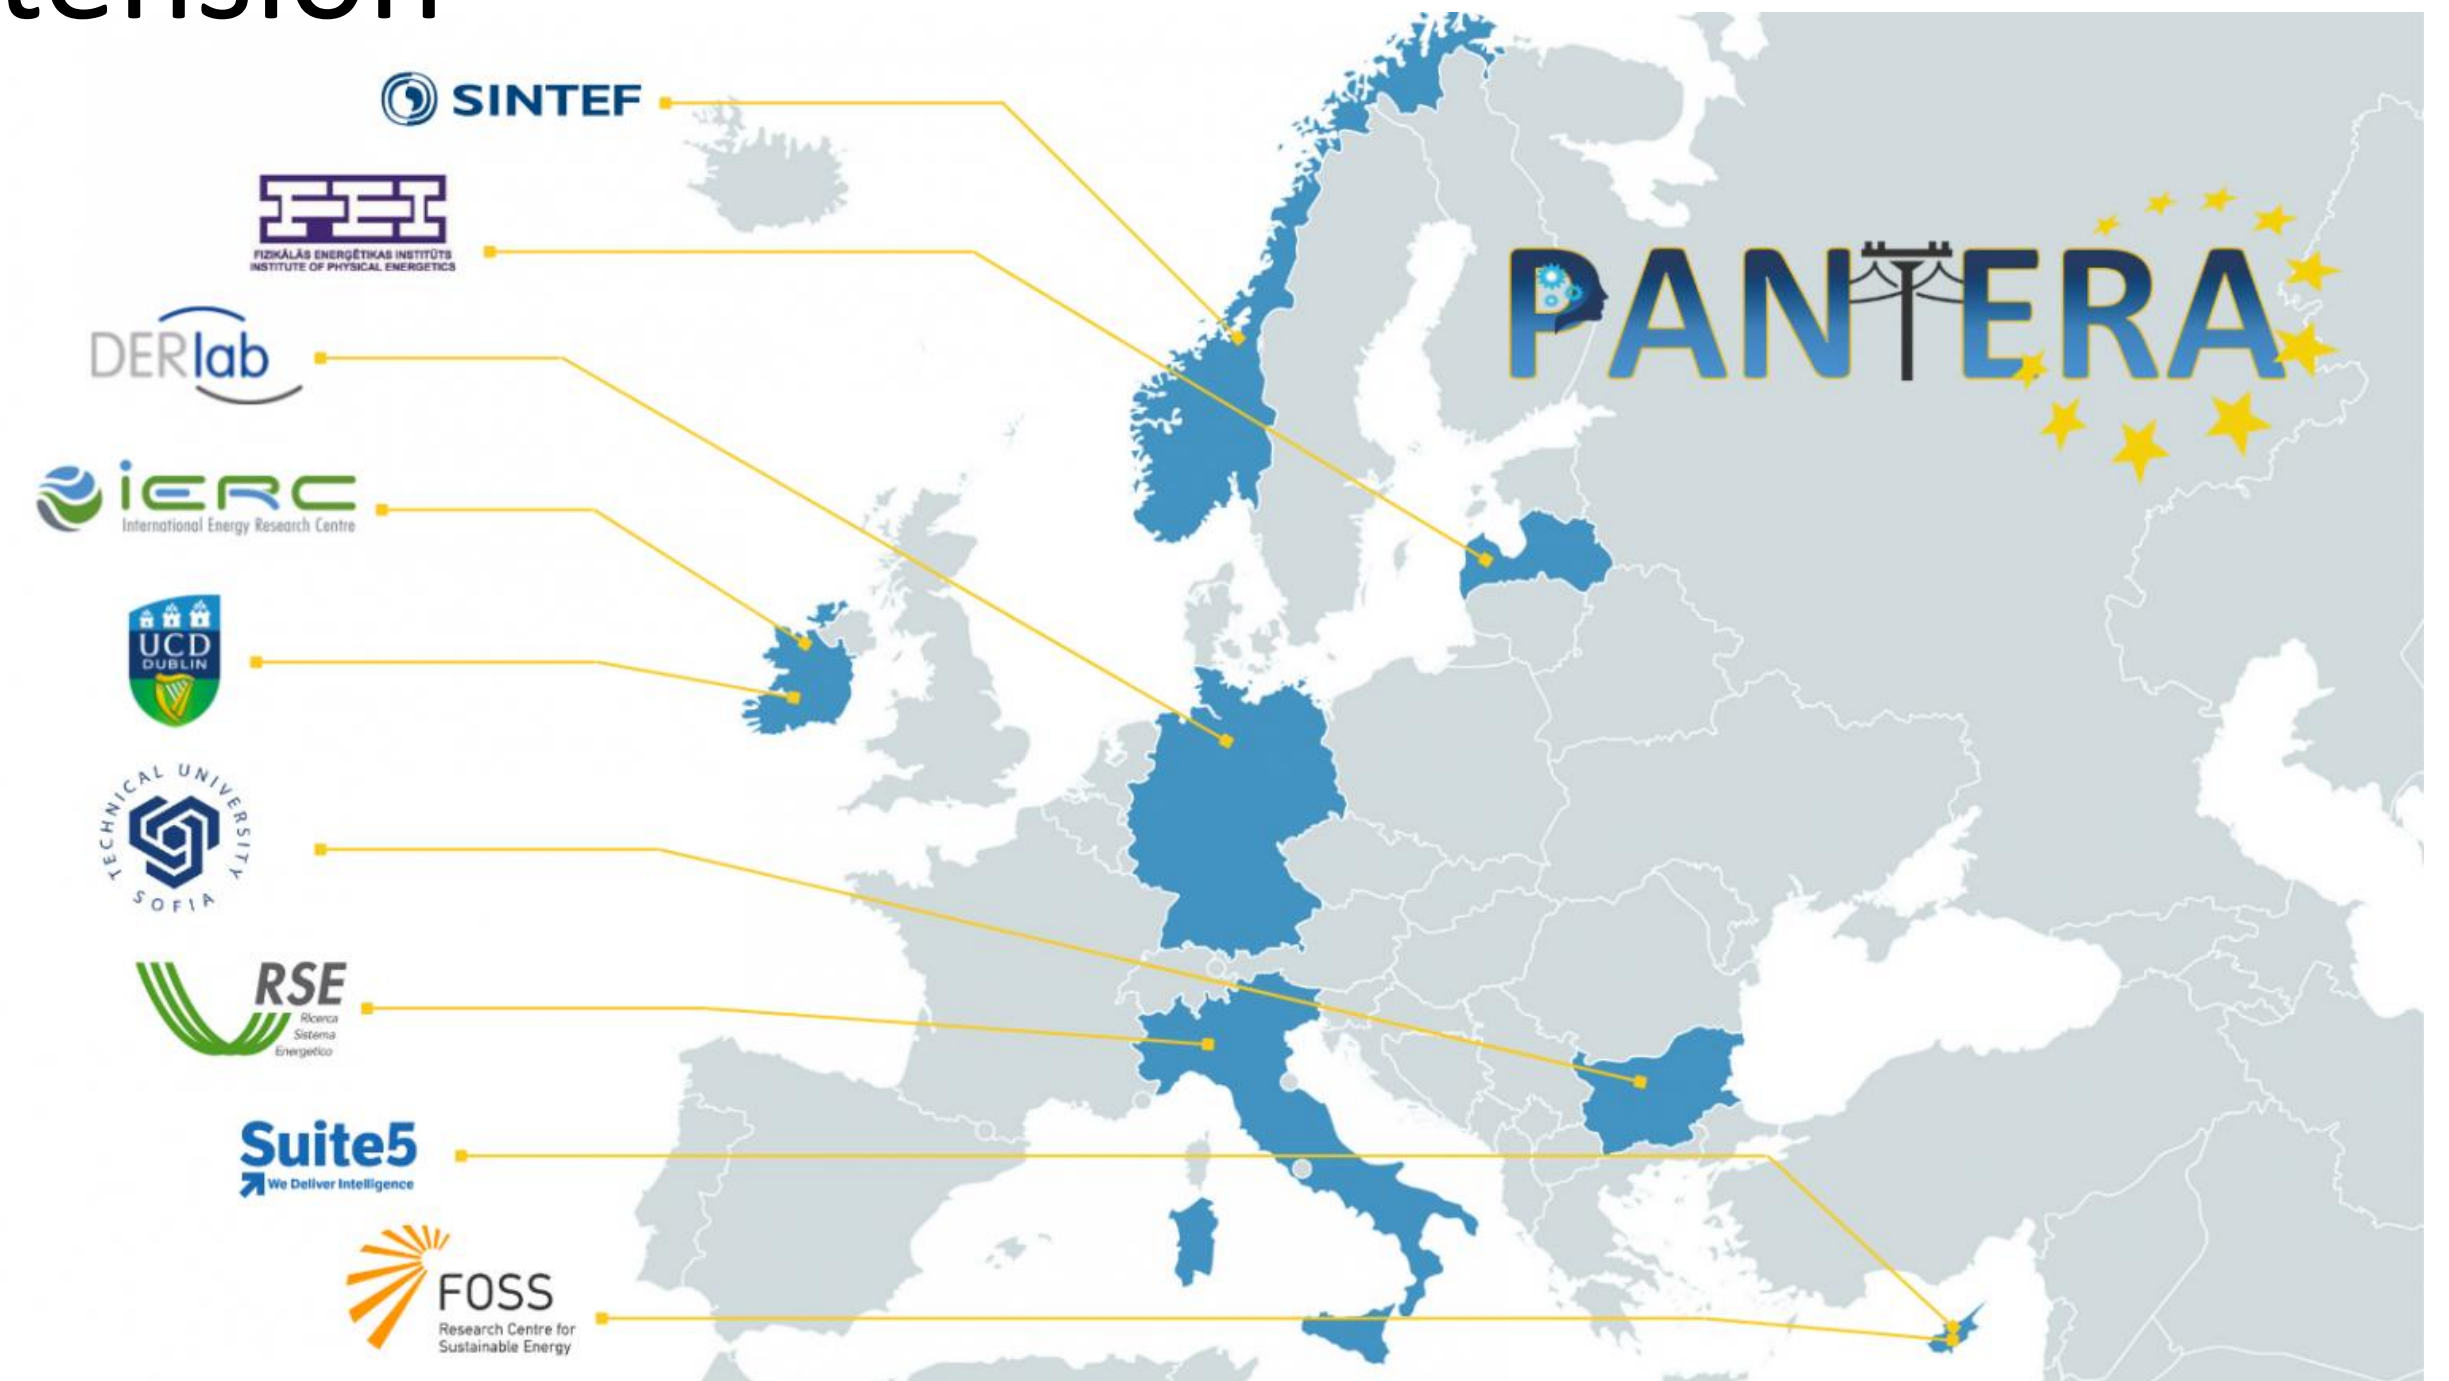 SINTEF
FEI
FIZIKĀLĀS ENERĢĒTIKAS INSTITŪTS
INSTITUTE OF PHYSICAL ENERGETICS
DERlab
iERC
International Energy Research Centre
UCD
DUBLIN
TECHNICAL UNIVERSITY
SOFIA
RSE
Ricerca
Sistema
Energetico
Suite5
We Deliver Intelligence
FOSS
Research Centre for
Sustainable Energy
PANTERA